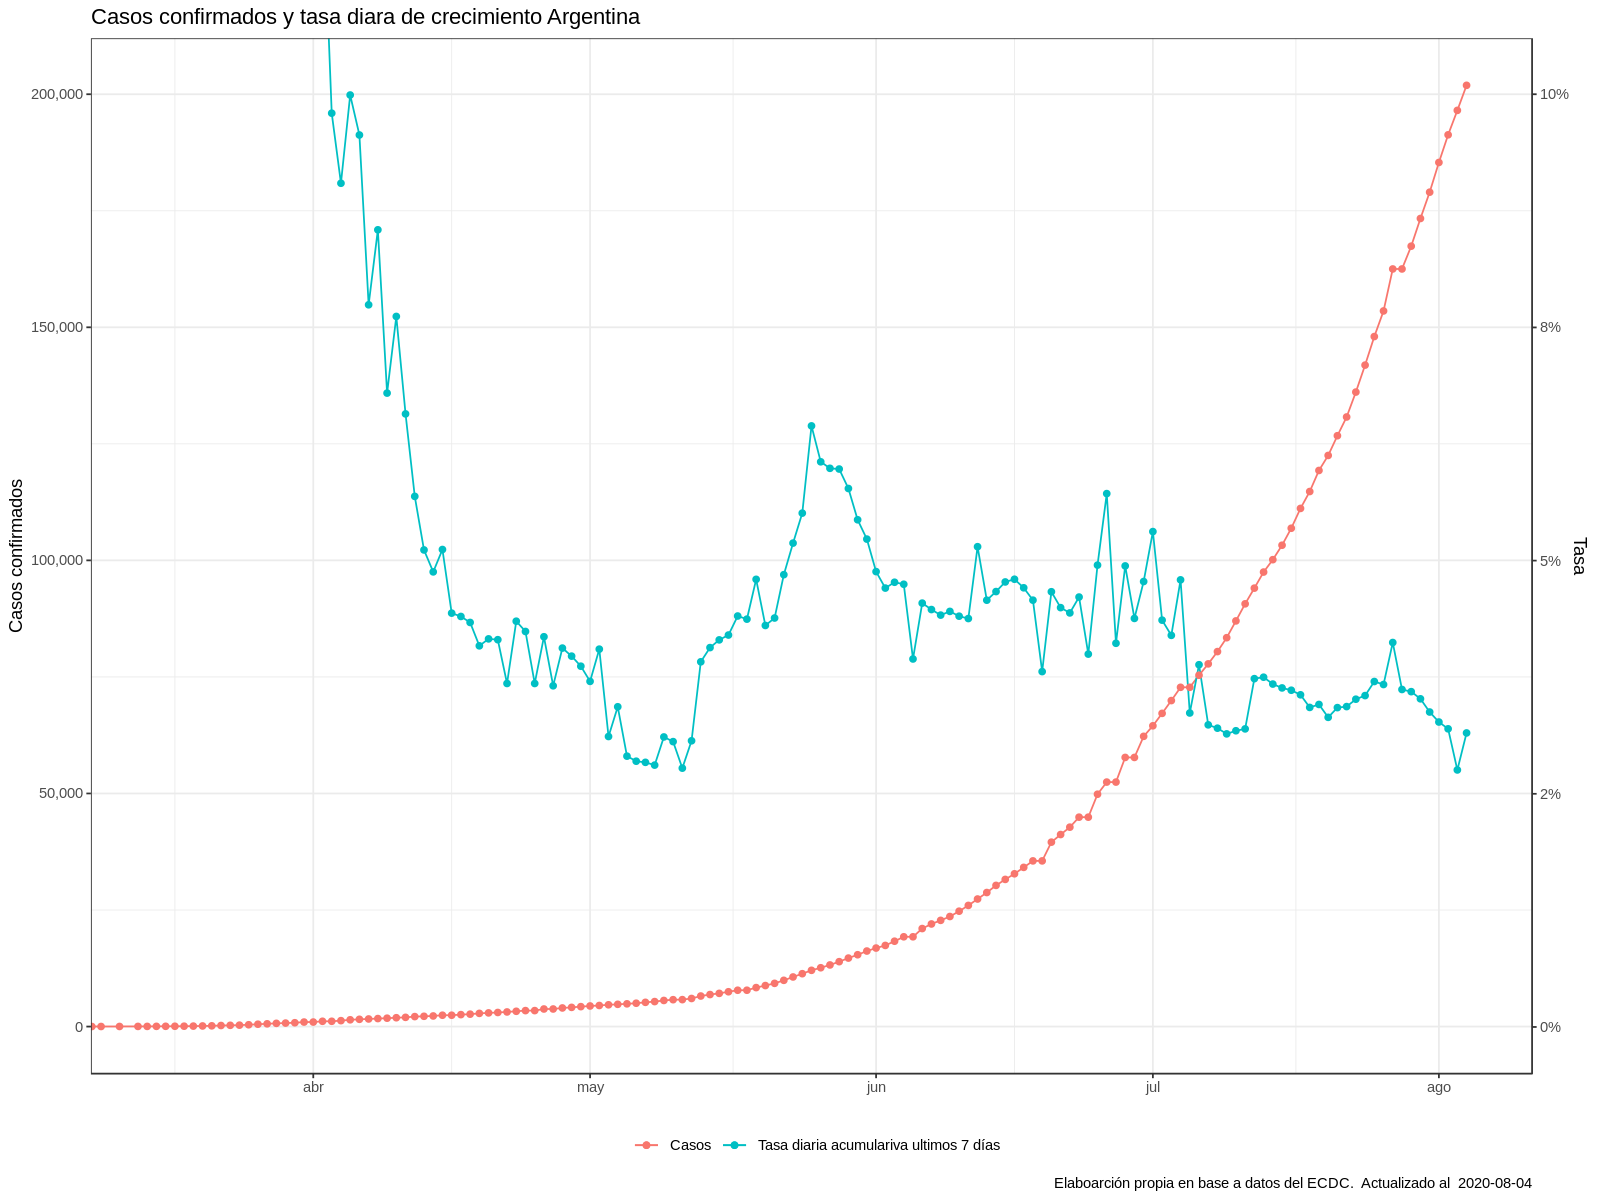 Casos confirmados y tasa diara de crecimiento Argentina
Casos confirmados
200,000
150,000
100,000
50,000
0
10%
8%
5%
2%
0%
Tasa
abr may jun jul ago
Casos Tasa diaria acumulariva ultimos 7 días
Elaboarción propia en base a datos del ECDC. Actualizado al 2020-08-04